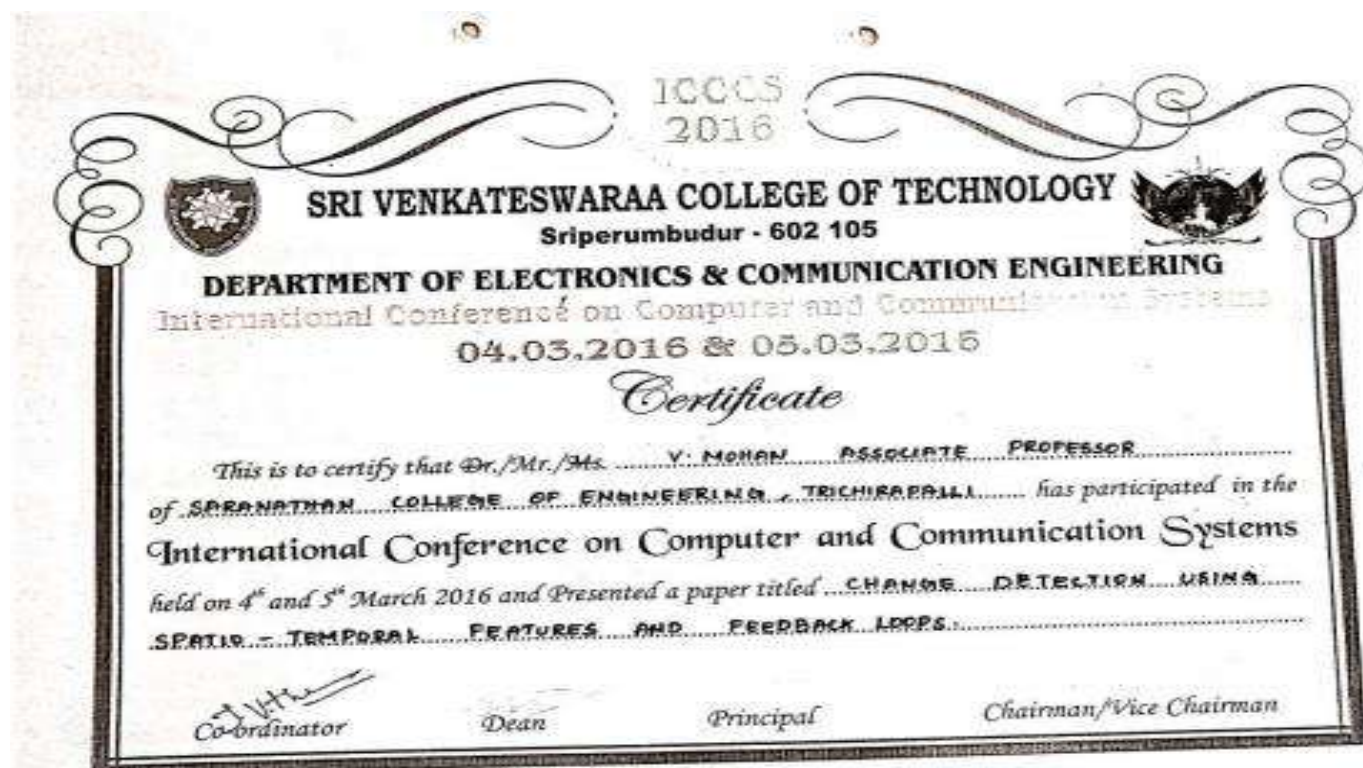 ICCCS
2016
SRI VENKATESWARAA COLLEGE OF TECHNOLOGY
Sriperumbudur - 602 105
DEPARTMENT OF ELECTRONICS & COMMUNICATION ENGINEERING
International Conference on Computer and Communication Systems
04.03.2016 & 05.03.2016
Certificate
This is to certify that Dr./Mr./Ms. V. MOHAN ASSOCIATE PROFESSOR
of SARANATHAN COLLEGE OF ENGINEERING, TRICHIRAPALLI has participated in the
International Conference on Computer and Communication Systems
held on 4th and 5th March 2016 and Presented a paper titled CHANGE DETECTION USING
SPATIO - TEMPORAL FEATURES AND FEEDBACK LOOPS.
Co-ordinator Dean Principal Chairman/Vice Chairman